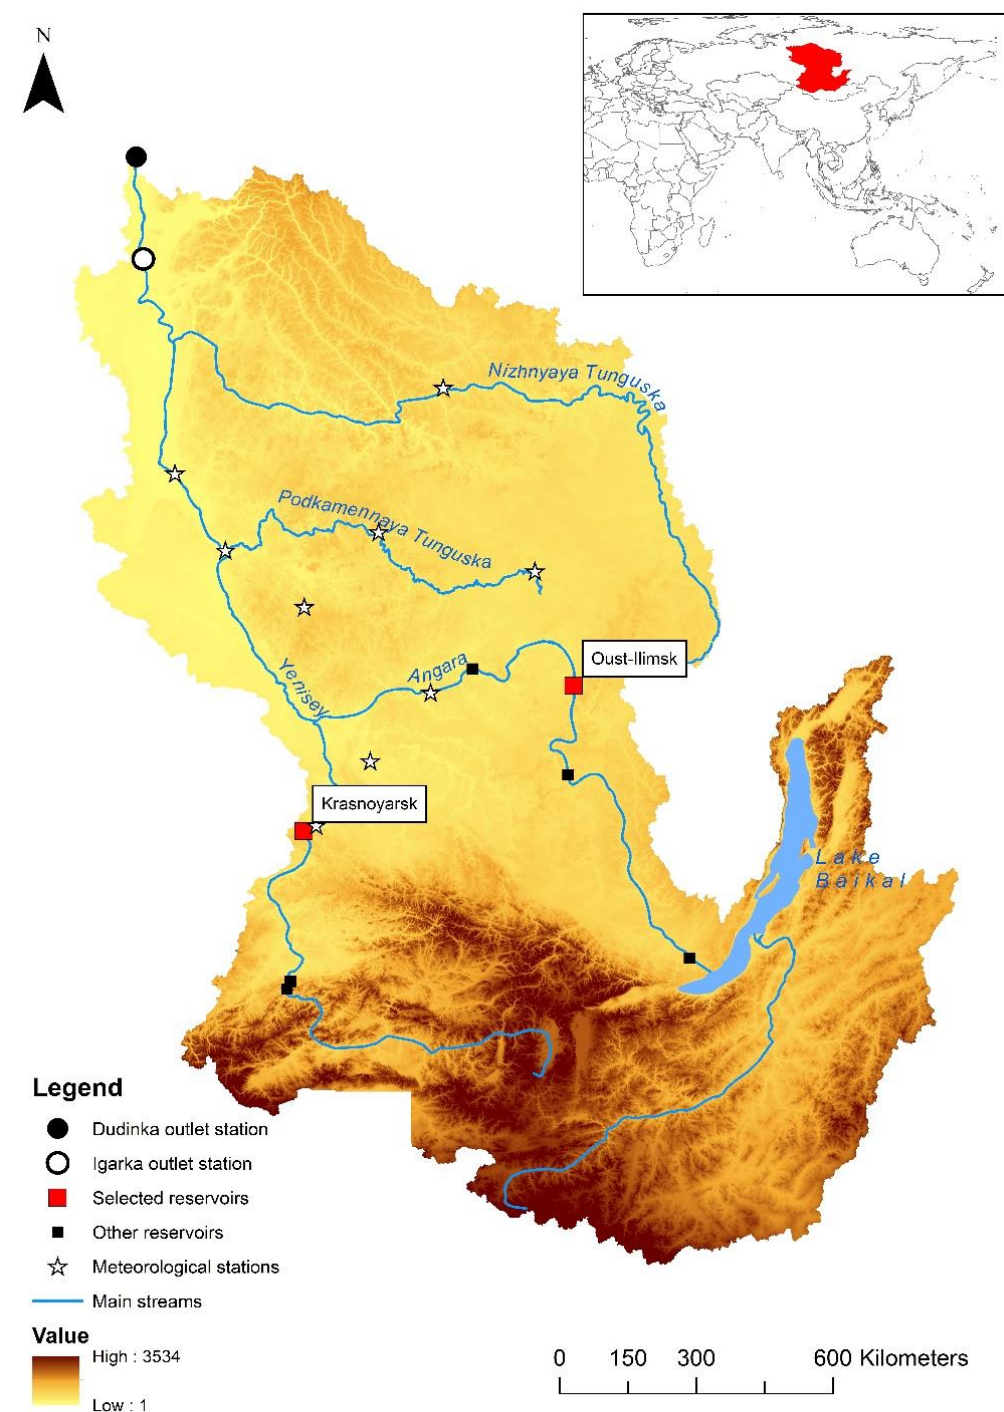 N
Nizhnyaya Tunguska
Podkamennaya Tunguska
Oust-Ilimsk
Angara
Yenisey
Krasnoyarsk
Lake
Baikal
Legend
Dudinka outlet station
Igarka outlet station
Selected reservoirs
Other reservoirs
Meteorological stations
Main streams
Value
High : 3534
Low : 1
0 150 300 600 Kilometers